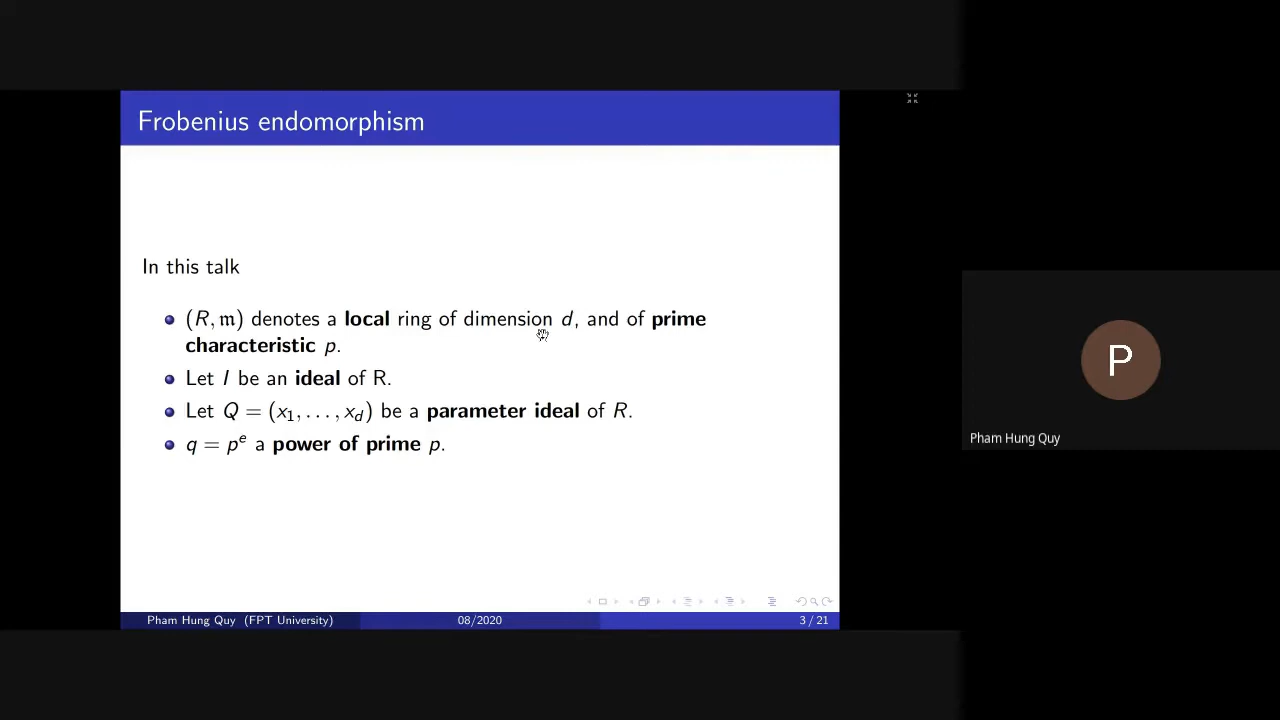 Frobenius endomorphism
In this talk
(R, 𝔪) denotes a local ring of dimension d, and of prime
characteristic p.
Let I be an ideal of R.
Let Q = (x₁, . . . , x_d) be a parameter ideal of R.
q = pᵉ a power of prime p.
Pham Hung Quy (FPT University)
08/2020
3 / 21
P
Pham Hung Quy